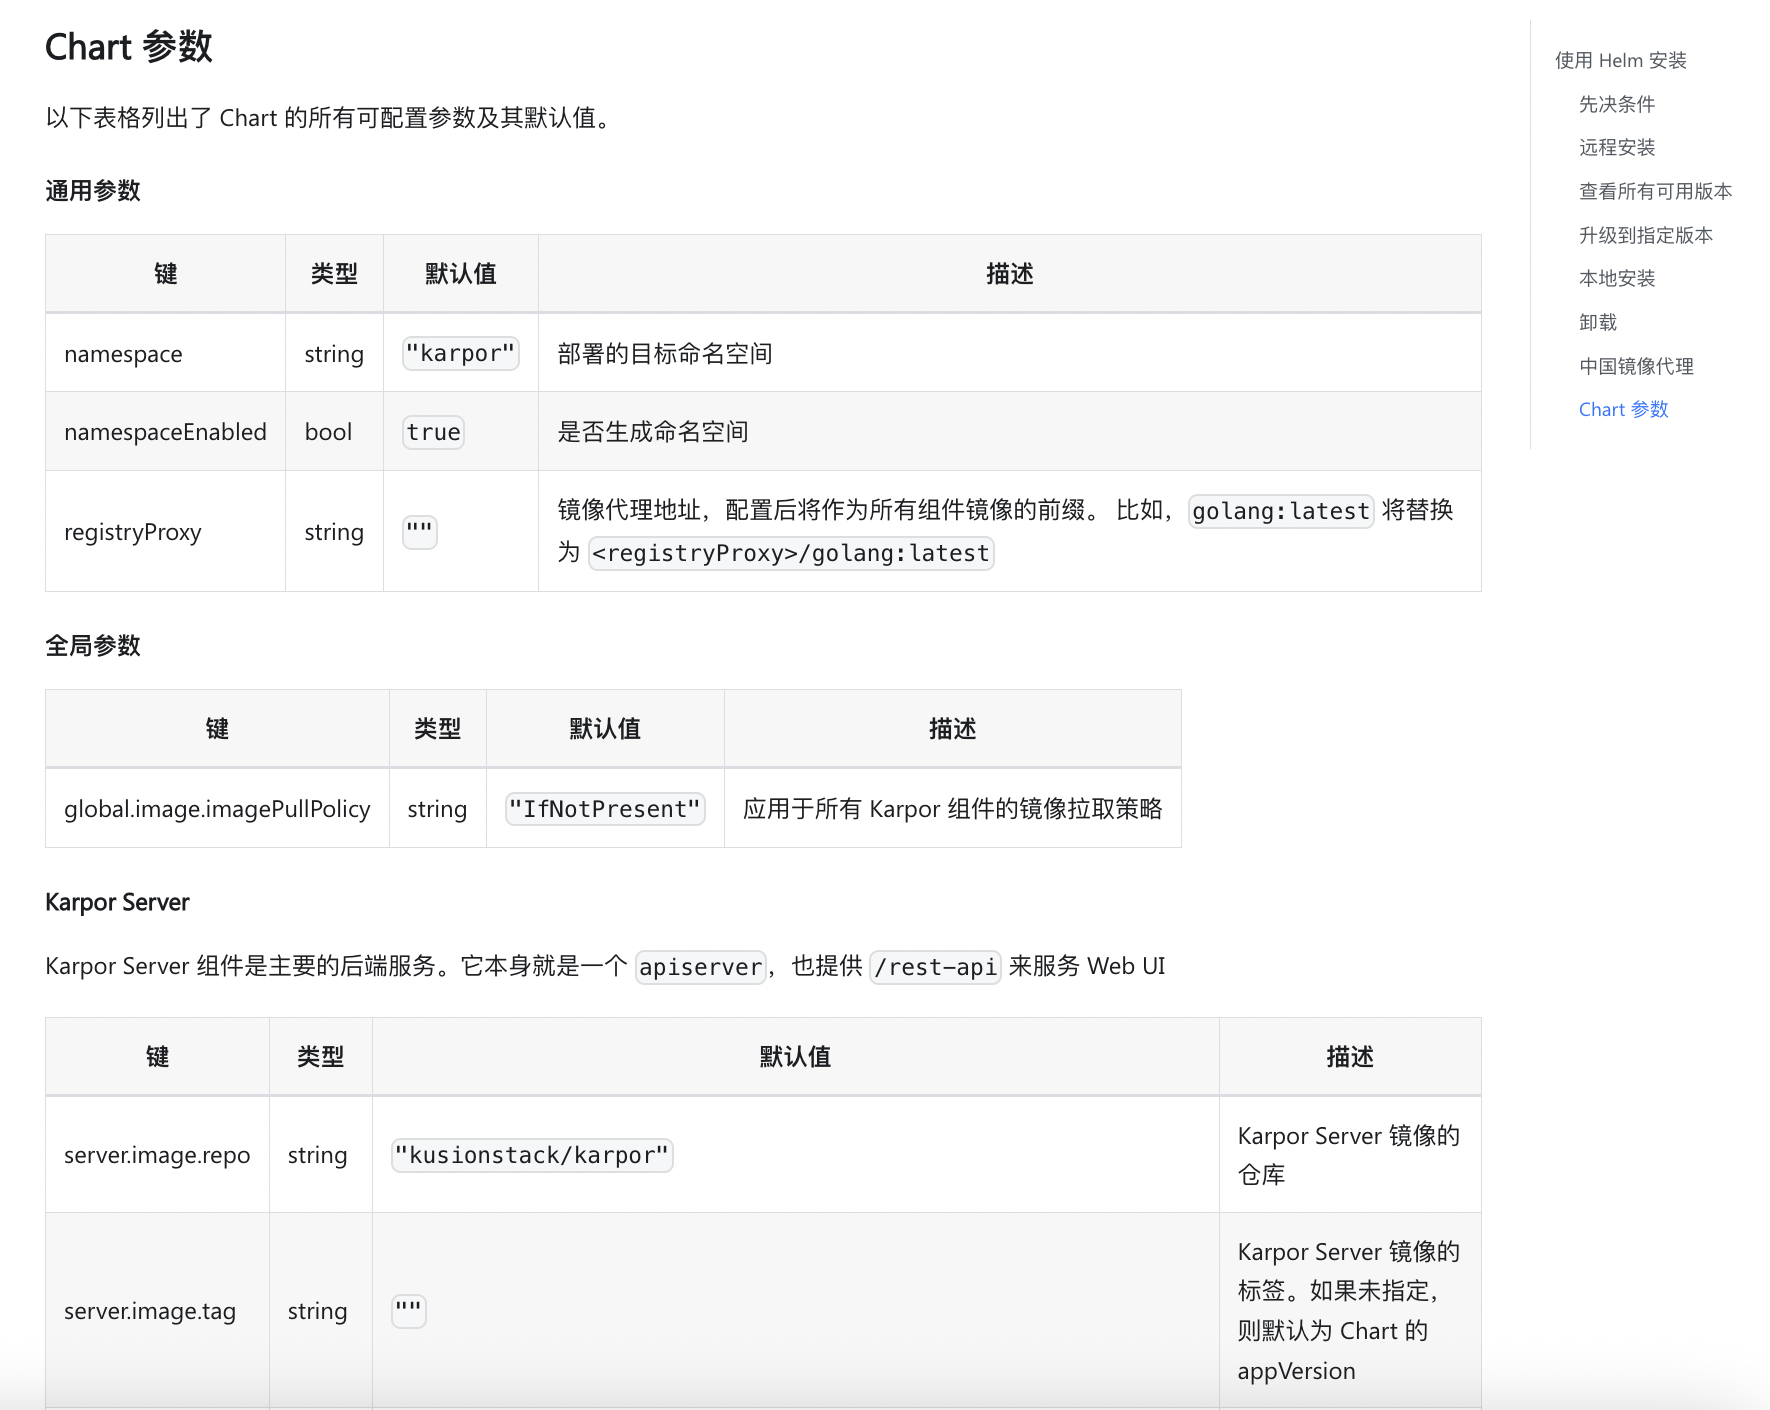 Chart 参数
以下表格列出了 Chart 的所有可配置参数及其默认值。
通用参数
键 类型 默认值 描述
namespace string "karpor" 部署的目标命名空间
namespaceEnabled bool true 是否生成命名空间
registryProxy string "" 镜像代理地址，配置后将作为所有组件镜像的前缀。 比如， golang:latest 将替换
为 <registryProxy>/golang:latest
全局参数
键 类型 默认值 描述
global.image.imagePullPolicy string "IfNotPresent" 应用于所有 Karpor 组件的镜像拉取策略
Karpor Server
Karpor Server 组件是主要的后端服务。它本身就是一个 apiserver，也提供 /rest-api 来服务 Web UI
键 类型 默认值 描述
server.image.repo string "kusionstack/karpor" Karpor Server 镜像的
仓库
server.image.tag string "" Karpor Server 镜像的
标签。如果未指定，
则默认为 Chart 的
appVersion
使用 Helm 安装
先决条件
远程安装
查看所有可用版本
升级到指定版本
本地安装
卸载
中国镜像代理
Chart 参数